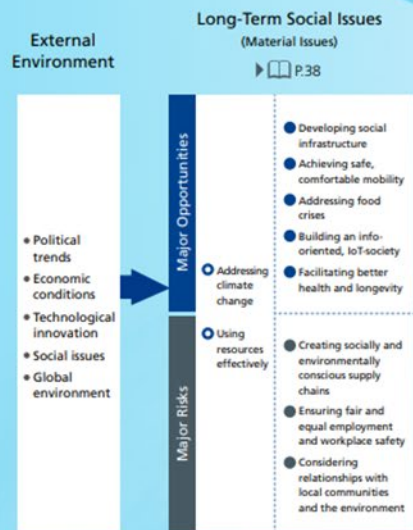 External
Environment
Long-Term Social Issues
(Material Issues)
P.38
• Political
trends
• Economic
conditions
• Technological
innovation
• Social issues
• Global
environment
Major Opportunities
Major Risks
Addressing
climate
change
Using
resources
effectively
Developing social
infrastructure
Achieving safe,
comfortable mobility
Addressing food
crises
Building an info-
oriented, IoT-society
Facilitating better
health and longevity
Creating socially and
environmentally
conscious supply
chains
Ensuring fair and
equal employment
and workplace safety
Considering
relationships with
local communities
and the environment